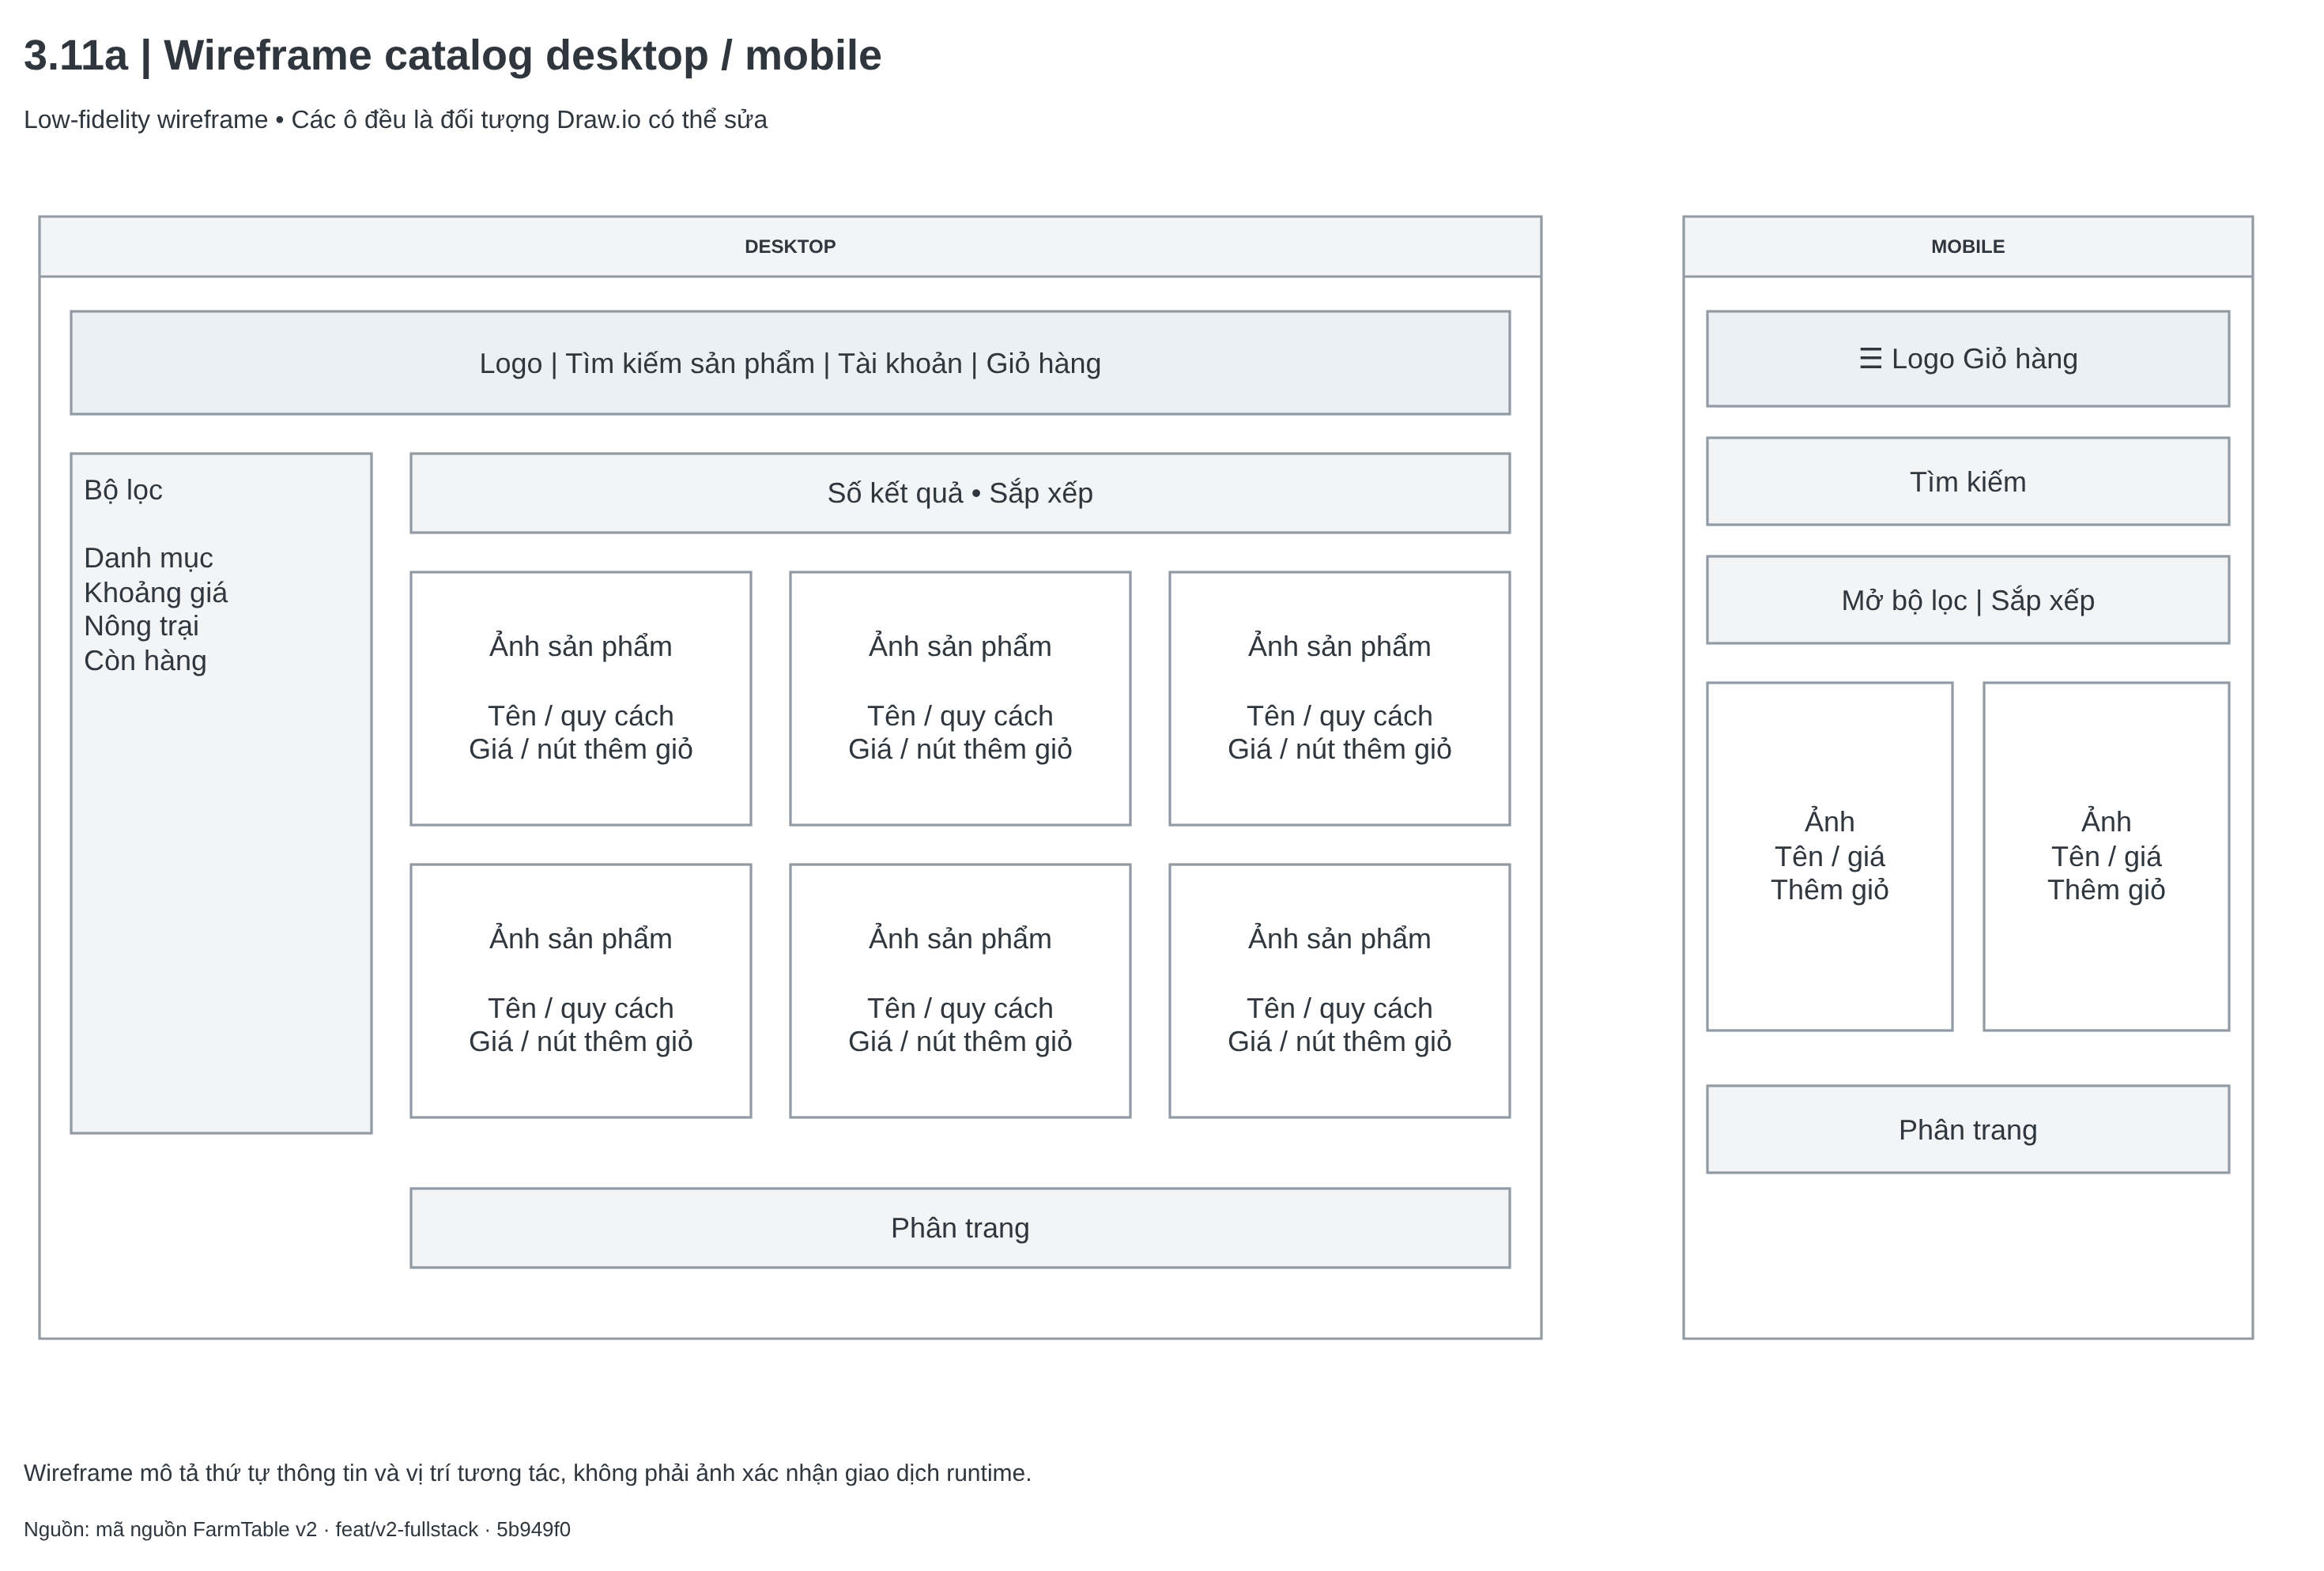 3.11a | Wireframe catalog desktop / mobile
Low-fidelity wireframe • Các ô đều là đối tượng Draw.io có thể sửa
DESKTOP
Logo | Tìm kiếm sản phẩm | Tài khoản | Giỏ hàng
Bộ lọc
Danh mục
Khoảng giá
Nông trại
Còn hàng
Số kết quả • Sắp xếp
Ảnh sản phẩm
Tên / quy cách
Giá / nút thêm giỏ
Ảnh sản phẩm
Tên / quy cách
Giá / nút thêm giỏ
Ảnh sản phẩm
Tên / quy cách
Giá / nút thêm giỏ
Ảnh sản phẩm
Tên / quy cách
Giá / nút thêm giỏ
Ảnh sản phẩm
Tên / quy cách
Giá / nút thêm giỏ
Ảnh sản phẩm
Tên / quy cách
Giá / nút thêm giỏ
Phân trang
MOBILE
☰ Logo Giỏ hàng
Tìm kiếm
Mở bộ lọc | Sắp xếp
Ảnh
Tên / giá
Thêm giỏ
Ảnh
Tên / giá
Thêm giỏ
Phân trang
Wireframe mô tả thứ tự thông tin và vị trí tương tác, không phải ảnh xác nhận giao dịch runtime.
Nguồn: mã nguồn FarmTable v2 · feat/v2-fullstack · 5b949f0